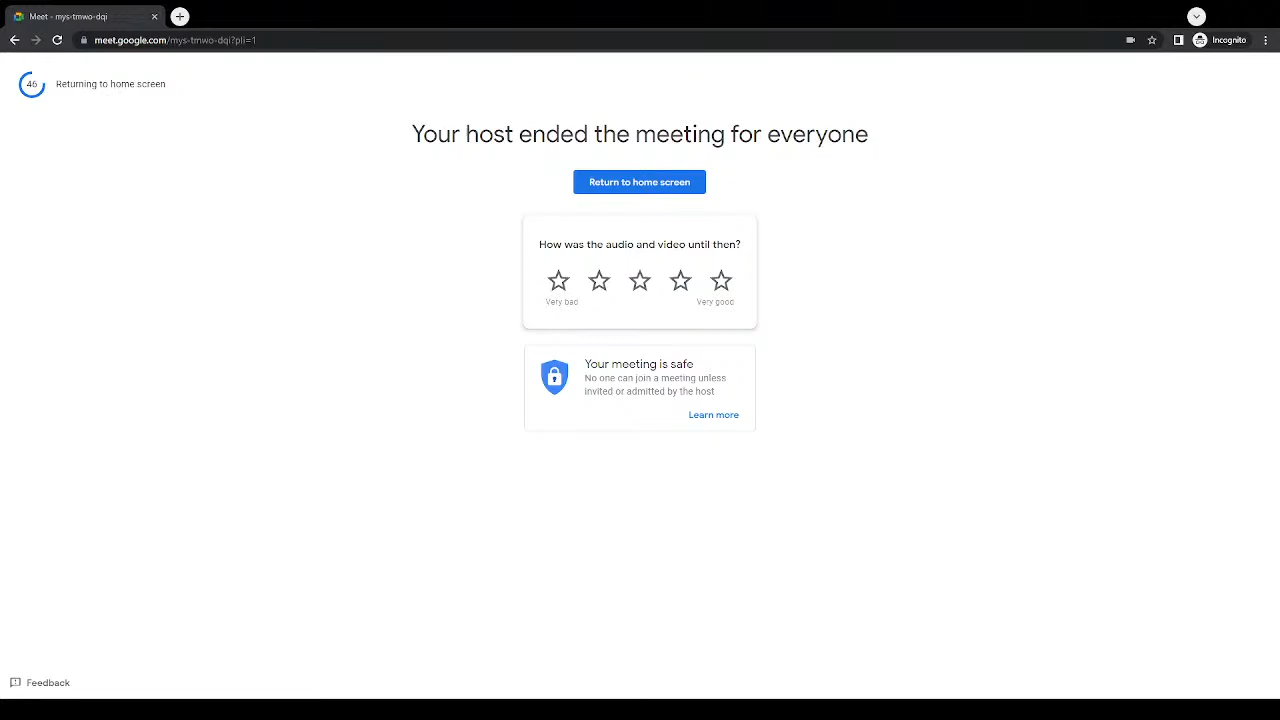 Meet - mys-tmwo-dqi
meet.google.com/mys-tmwo-dqi?pli=1
Incognito
46
Returning to home screen
Your host ended the meeting for everyone
Return to home screen
How was the audio and video until then?
Very bad
Very good
Your meeting is safe
No one can join a meeting unless
invited or admitted by the host
Learn more
Feedback